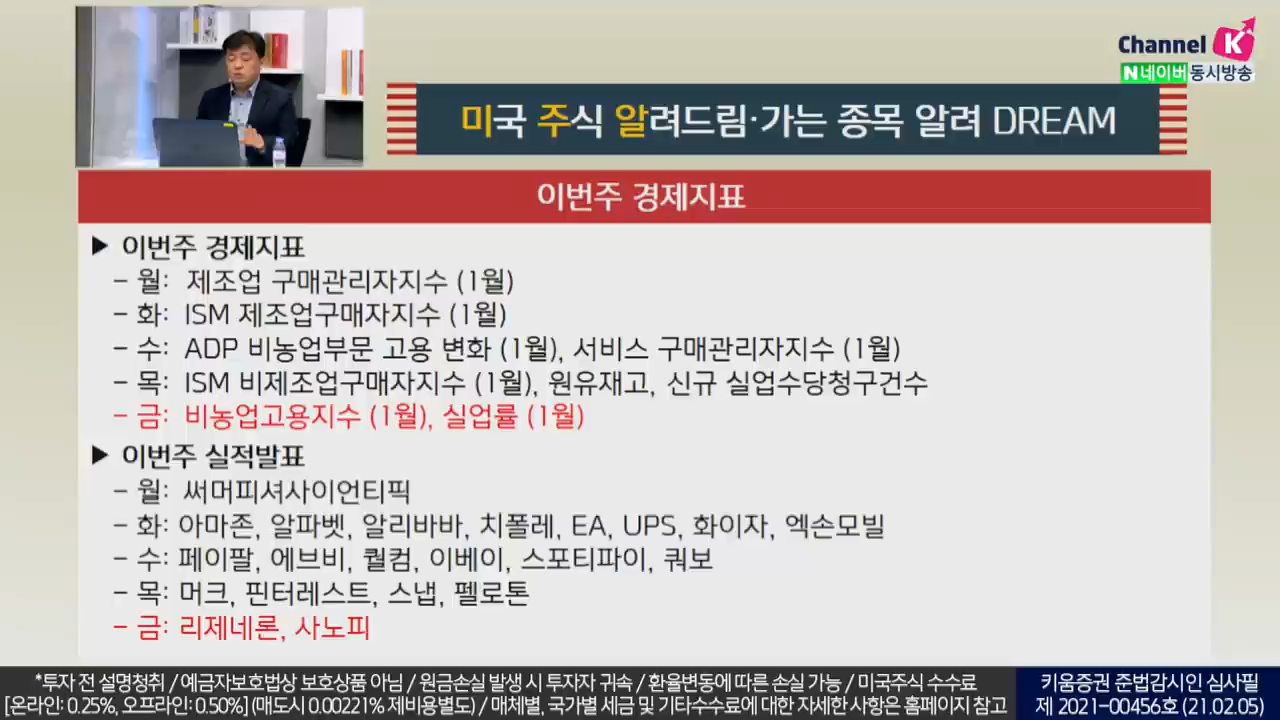 Channel K
N네이버동시방송
미국 주식 알려드림·가는 종목 알려 DREAM
이번주 경제지표
▶ 이번주 경제지표
– 월: 제조업 구매관리자지수 (1월)
– 화: ISM 제조업구매자지수 (1월)
– 수: ADP 비농업부문 고용 변화 (1월), 서비스 구매관리자지수 (1월)
– 목: ISM 비제조업구매자지수 (1월), 원유재고, 신규 실업수당청구건수
– 금: 비농업고용지수 (1월), 실업률 (1월)
▶ 이번주 실적발표
– 월: 써머피셔사이언티픽
– 화: 아마존, 알파벳, 알리바바, 치폴레, EA, UPS, 화이자, 엑손모빌
– 수: 페이팔, 에브비, 퀄컴, 이베이, 스포티파이, 쿼보
– 목: 머크, 핀터레스트, 스냅, 펠로톤
– 금: 리제네론, 사노피
*투자 전 설명청취 / 예금자보호법상 보호상품 아님 / 원금손실 발생 시 투자자 귀속 / 환율변동에 따른 손실 가능 / 미국주식 수수료
[온라인: 0.25%, 오프라인: 0.50%] (매도시 0.00221% 제비용별도) / 매체별, 국가별 세금 및 기타수수료에 대한 자세한 사항은 홈페이지 참고
키움증권 준법감시인 심사필
제 2021-00456호 (21.02.05)